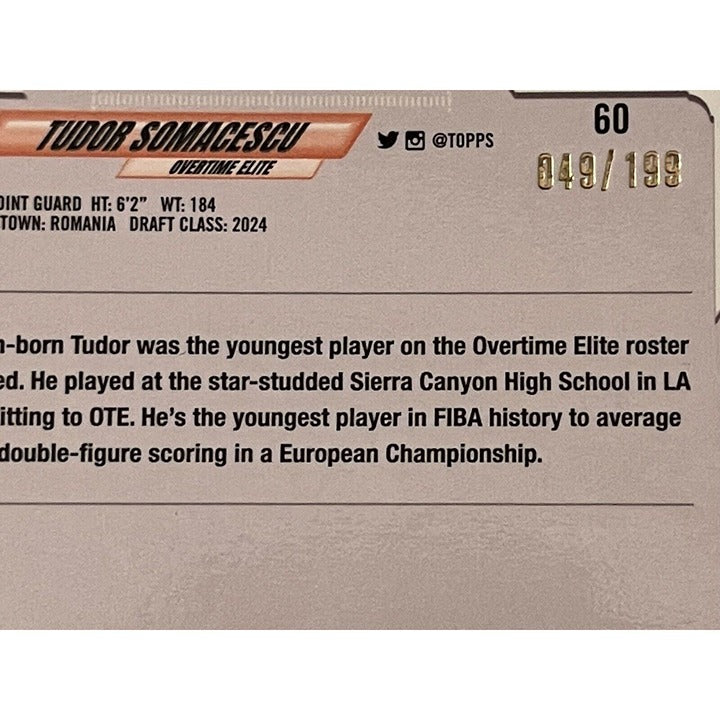 TUDOR SOMACESCU
OVERTIME ELITE
@TOPPS
60
049/199
OINT GUARD HT: 6'2" WT: 184
TOWN: ROMANIA DRAFT CLASS: 2024
n-born Tudor was the youngest player on the Overtime Elite roster
ed. He played at the star-studded Sierra Canyon High School in LA
itting to OTE. He's the youngest player in FIBA history to average
double-figure scoring in a European Championship.